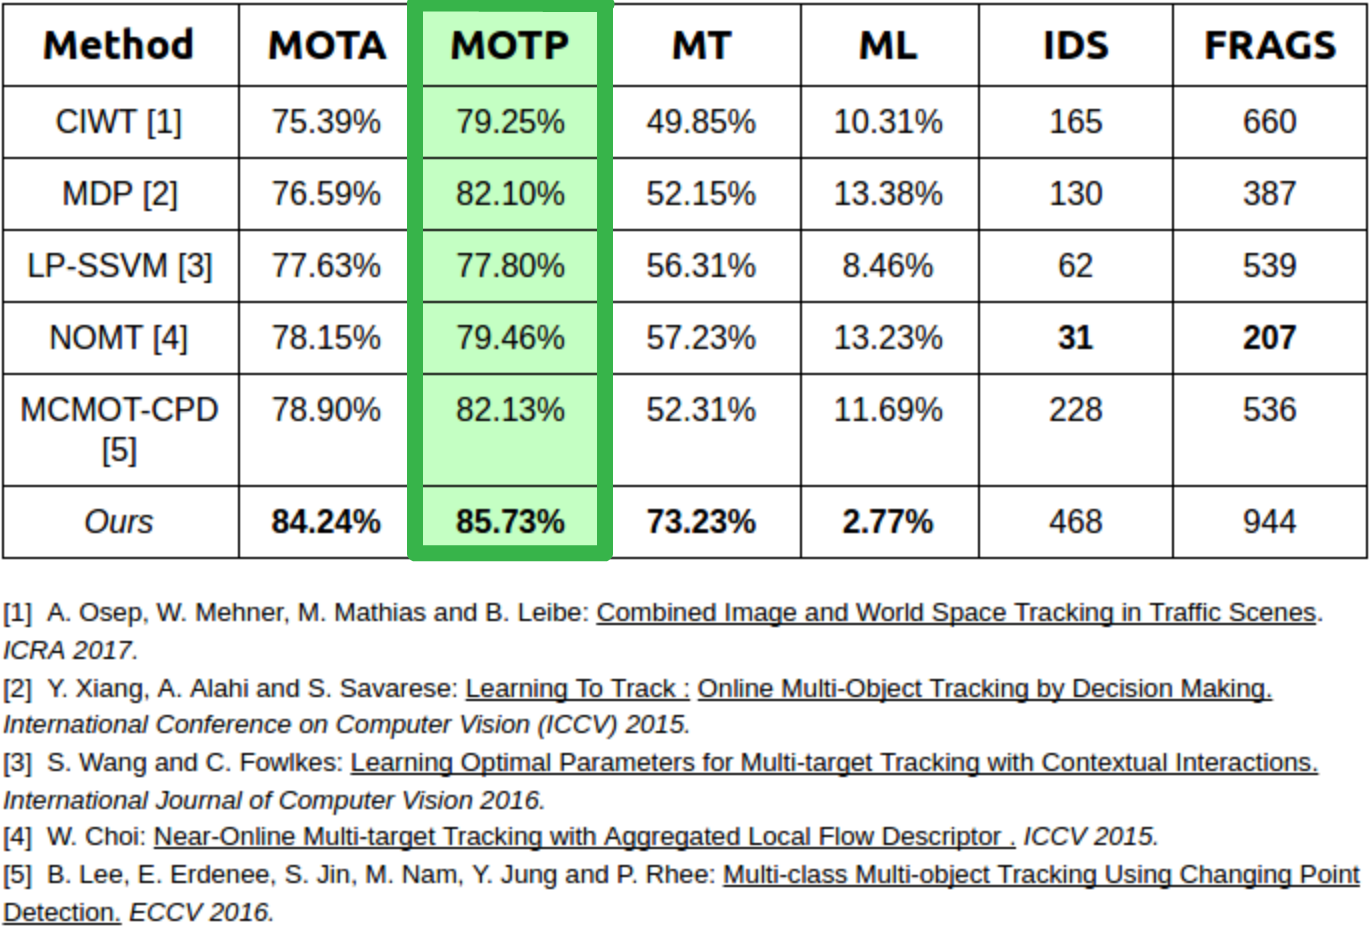 Method MOTA MOTP MT ML IDS FRAGS
CIWT [1] 75.39% 79.25% 49.85% 10.31% 165 660
MDP [2] 76.59% 82.10% 52.15% 13.38% 130 387
LP-SSVM [3] 77.63% 77.80% 56.31% 8.46% 62 539
NOMT [4] 78.15% 79.46% 57.23% 13.23% 31 207
MCMOT-CPD 78.90% 82.13% 52.31% 11.69% 228 536
[5]
Ours 84.24% 85.73% 73.23% 2.77% 468 944
[1] A. Osep, W. Mehner, M. Mathias and B. Leibe: Combined Image and World Space Tracking in Traffic Scenes.
ICRA 2017.
[2] Y. Xiang, A. Alahi and S. Savarese: Learning To Track : Online Multi-Object Tracking by Decision Making.
International Conference on Computer Vision (ICCV) 2015.
[3] S. Wang and C. Fowlkes: Learning Optimal Parameters for Multi-target Tracking with Contextual Interactions.
International Journal of Computer Vision 2016.
[4] W. Choi: Near-Online Multi-target Tracking with Aggregated Local Flow Descriptor . ICCV 2015.
[5] B. Lee, E. Erdenee, S. Jin, M. Nam, Y. Jung and P. Rhee: Multi-class Multi-object Tracking Using Changing Point
Detection. ECCV 2016.